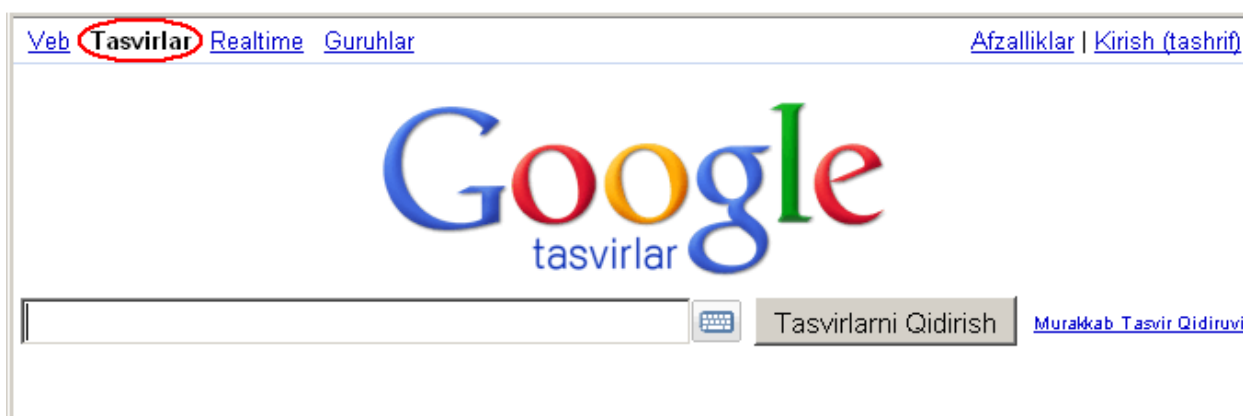 Veb Tasvirlar Realtime Guruhlar Afzalliklar | Kirish (tashrif)
Google
tasvirlar
Tasvirlarni Qidirish Murakkab Tasvir Qidiruvi